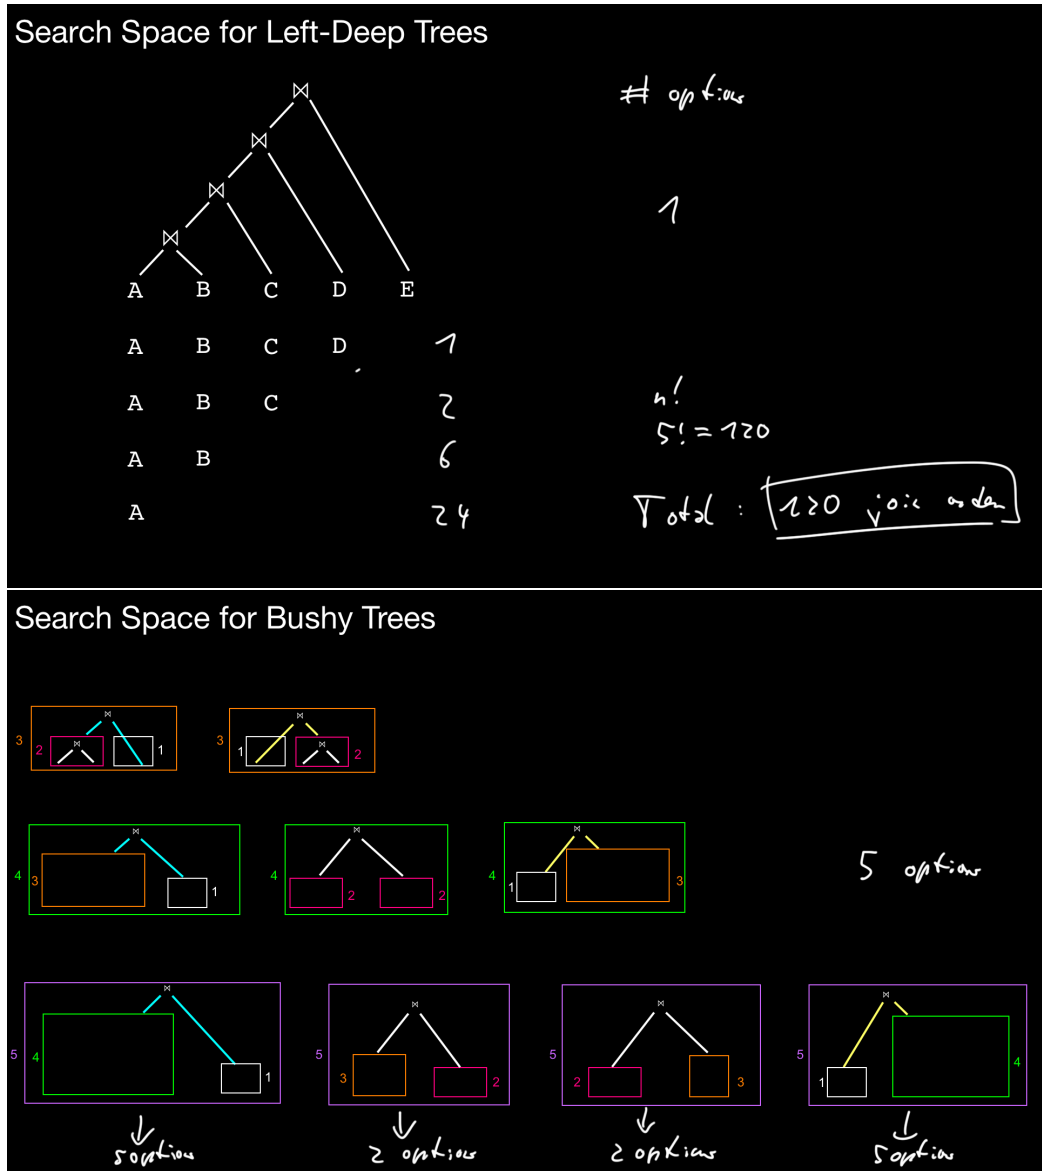 Search Space for Left-Deep Trees
# options
1
A B C D E
A B C D 1
A B C 2
n!
5! = 120
A B 6
A 24
Total : 120 join orders
Search Space for Bushy Trees
3 2 1 3 1 2
4 3 1 4 2 2 4 1 3
5 options
5 4 1 5 3 2 5 2 3 5 1 4
5 options 2 options 2 options 5 options